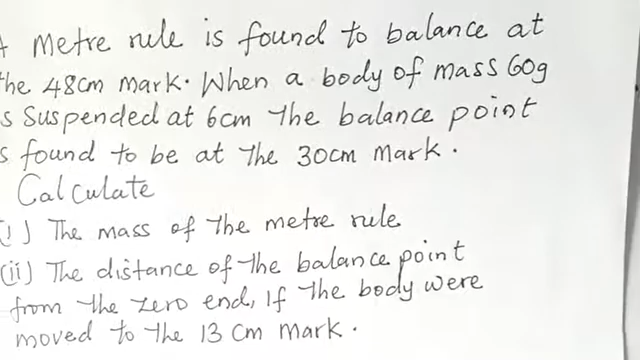 A Metre rule is found to balance at
the 48cm mark. When a body of mass 60g
is suspended at 6cm the balance point
is found to be at the 30cm mark.
Calculate
(i) The mass of the metre rule
(ii) The distance of the balance point
from the zero end, If the body were
moved to the 13 cm mark.